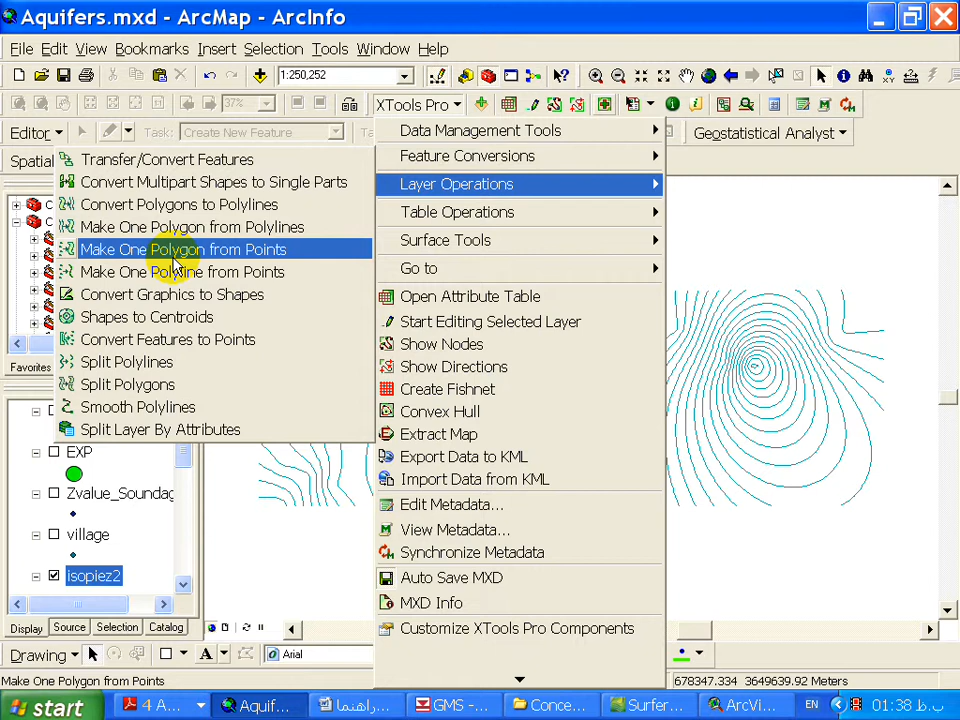 Aquifers.mxd - ArcMap - ArcInfo
File Edit View Bookmarks Insert Selection Tools Window Help
1:250,252
37%
XTools Pro
Editor
Task: Create New Feature
Geostatistical Analyst
Spatial
Data Management Tools
Feature Conversions
Layer Operations
Table Operations
Surface Tools
Go to
Open Attribute Table
Start Editing Selected Layer
Show Nodes
Show Directions
Create Fishnet
Convex Hull
Extract Map
Export Data to KML
Import Data from KML
Edit Metadata...
View Metadata...
Synchronize Metadata
Auto Save MXD
MXD Info
Customize XTools Pro Components
Transfer/Convert Features
Convert Multipart Shapes to Single Parts
Convert Polygons to Polylines
Make One Polygon from Polylines
Make One Polygon from Points
Make One Polyline from Points
Convert Graphics to Shapes
Shapes to Centroids
Convert Features to Points
Split Polylines
Split Polygons
Smooth Polylines
Split Layer By Attributes
Favorites
EXP
Zvalue_Soundag
village
isopiez2
Display Source Selection Catalog
Drawing
A
Arial
Make One Polygon from Points
678347.334 3649639.92 Meters
start
4 A...
Aquif...
راهنما...
GMS -...
Conce...
Surfer...
ArcVi...
EN
01:38 ب.ظ